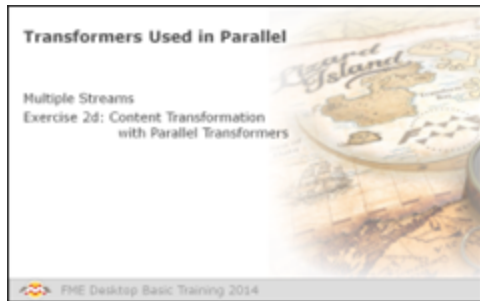 Transformers Used in Parallel
Multiple Streams
Exercise 2d: Content Transformation
with Parallel Transformers
Lizard
Island
FME Desktop Basic Training 2014